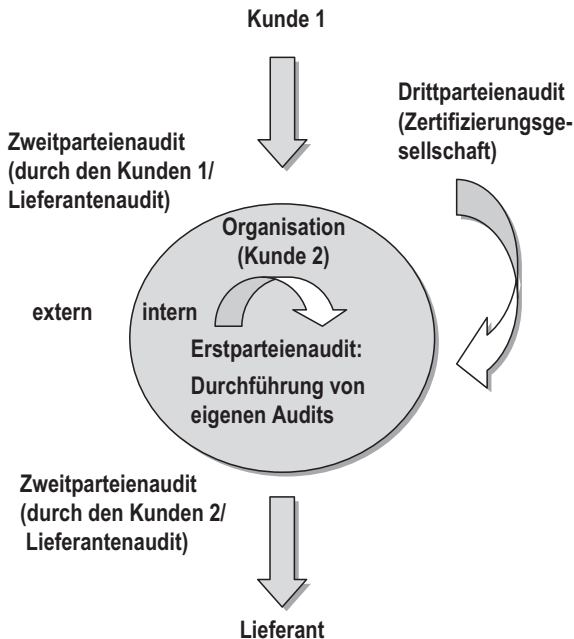 Kunde 1
Drittparteienaudit
(Zertifizierungsge-
sellschaft)
Zweitparteienaudit
(durch den Kunden 1/
Lieferantenaudit)
Organisation
(Kunde 2)
extern
intern
Erstparteienaudit:
Durchführung von
eigenen Audits
Zweitparteienaudit
(durch den Kunden 2/
Lieferantenaudit)
Lieferant